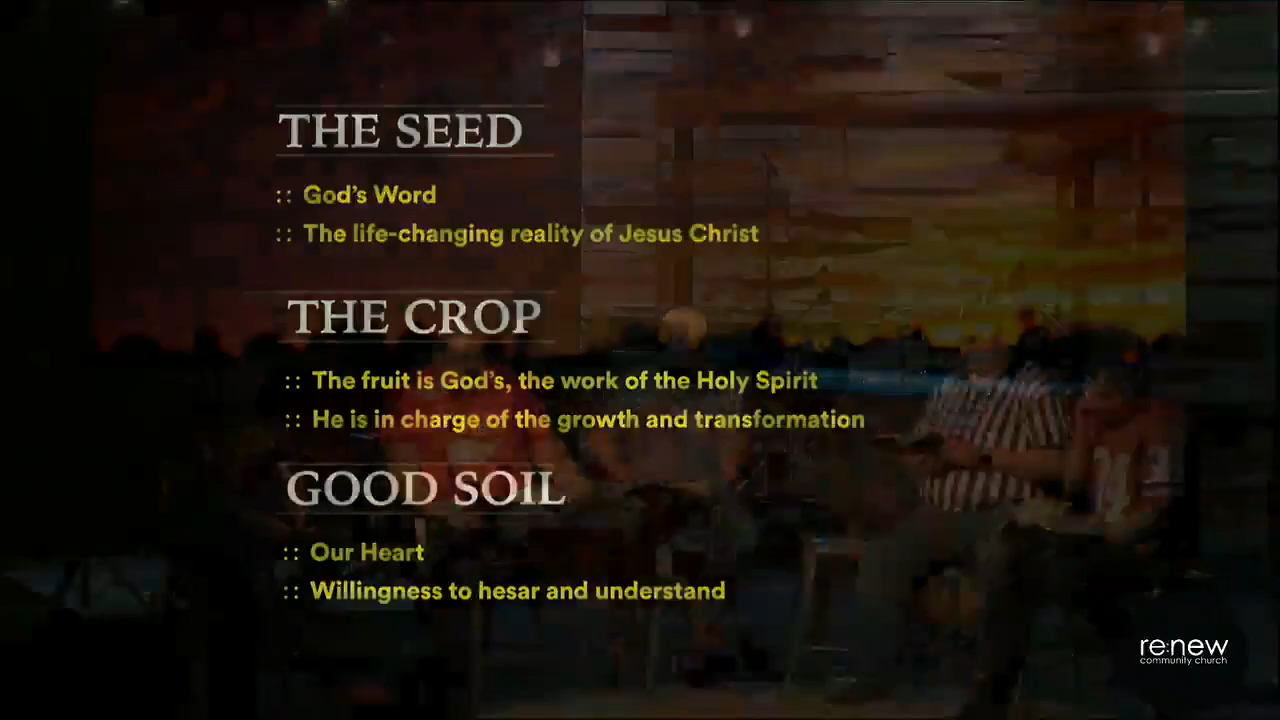 THE SEED
:: God's Word
:: The life-changing reality of Jesus Christ
THE CROP
:: The fruit is God's, the work of the Holy Spirit
:: He is in charge of the growth and transformation
GOOD SOIL
:: Our Heart
:: Willingness to hesar and understand
re:new
community church